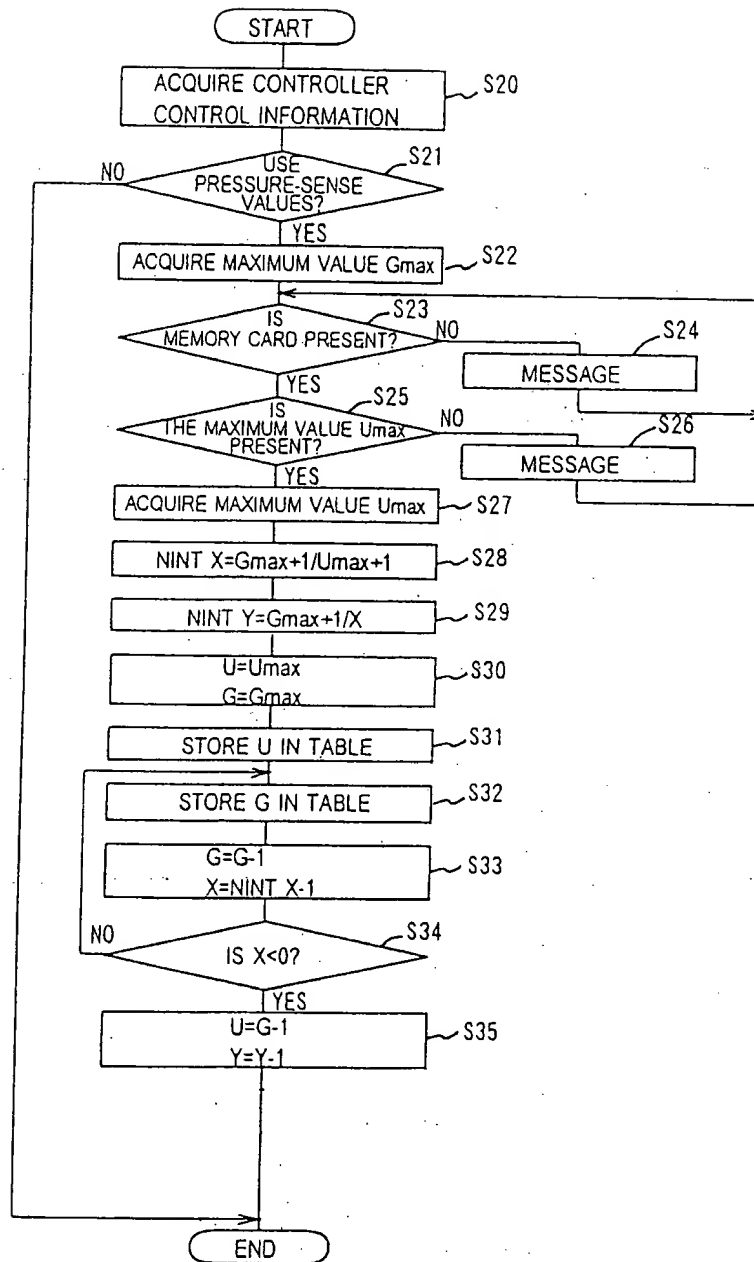 START
ACQUIRE CONTROLLER
CONTROL INFORMATION
S20
USE
PRESSURE-SENSE
VALUES?
S21
NO
YES
ACQUIRE MAXIMUM VALUE Gmax
S22
IS
MEMORY CARD PRESENT?
S23
NO
S24
MESSAGE
YES
IS
THE MAXIMUM VALUE Umax
PRESENT?
S25
NO
S26
MESSAGE
YES
ACQUIRE MAXIMUM VALUE Umax
S27
NINT X=Gmax+1/Umax+1
S28
NINT Y=Gmax+1/X
S29
U=Umax
G=Gmax
S30
STORE U IN TABLE
S31
STORE G IN TABLE
S32
G=G-1
X=NINT X-1
S33
NO
IS X<0?
S34
YES
U=G-1
Y=Y-1
S35
END